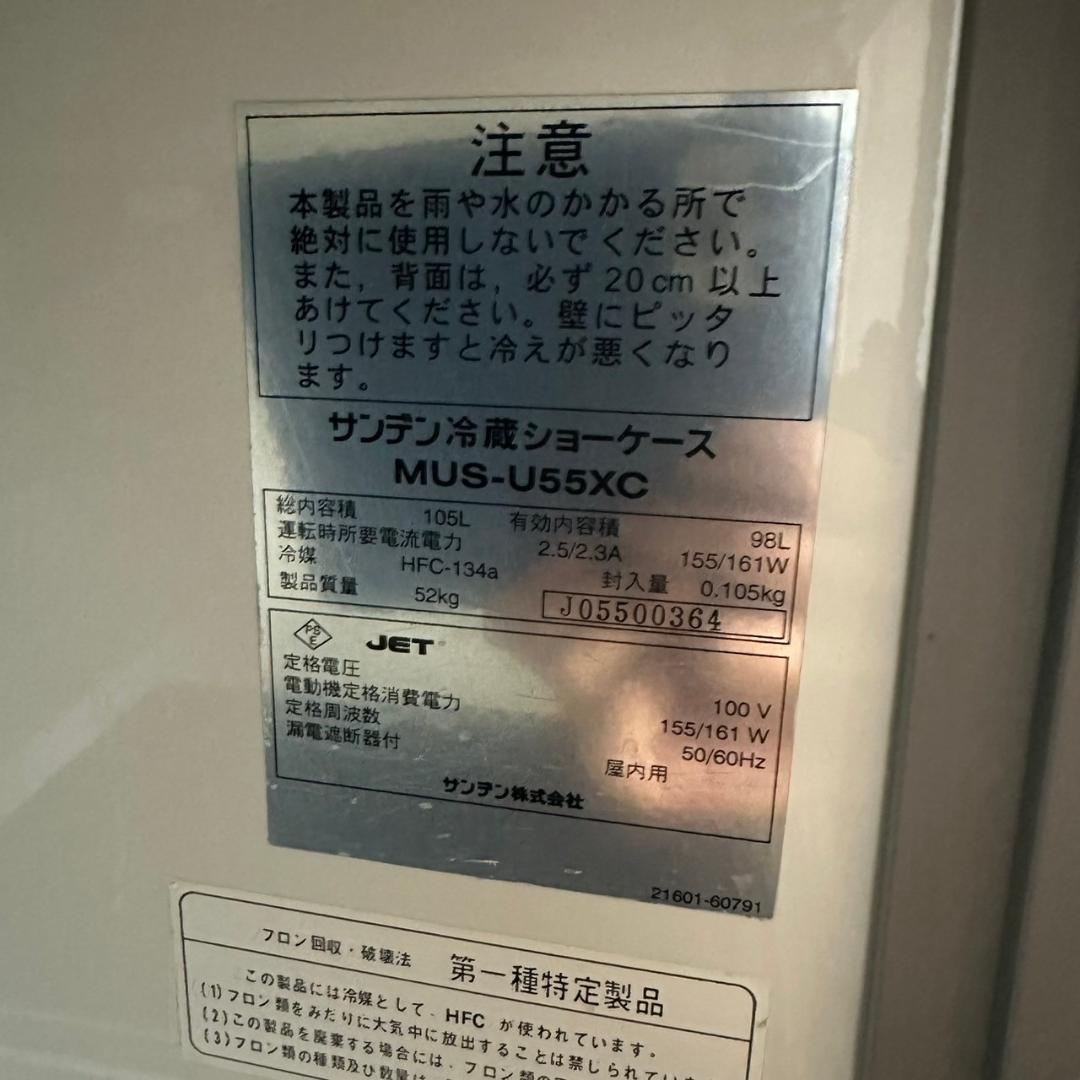 注意
本製品を雨や水のかかる所で
絶対に使用しないでください。
また，背面は，必ず20cm以上
あけてください。壁にピッタ
リつけますと冷えが悪くなり
ます。
サンデン冷蔵ショーケース
MUS-U55XC
総内容積 105L 有効内容積 98L
運転時所要電流電力 2.5/2.3A 155/161W
冷媒 HFC-134a 封入量 0.105kg
製品質量 52kg J05500364
PSE JET
定格電圧 100 V
電動機定格消費電力 155/161 W
定格周波数 50/60Hz
漏電遮断器付 屋内用
サンデン株式会社
21601-60791
フロン回収・破壊法 第一種特定製品
この製品には冷媒として、HFC が使われています。
(1)フロン類をみだりに大気中に放出することは禁じられています。
(2)この製品を廃棄する場合には、フロン類の
(3)フロン類の種類及び数量は、